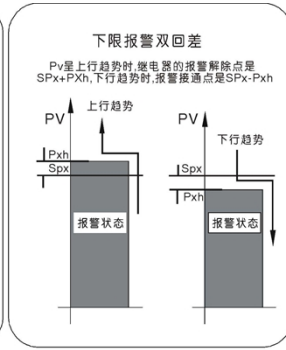 下限报警双回差
Pv呈上行趋势时,继电器的报警解除点是
SPx+PXh,下行趋势时,报警接通点是SPx-Pxh
上行趋势
PV
Pxh
Spx
报警状态
PV
下行趋势
Spx
Pxh
报警状态